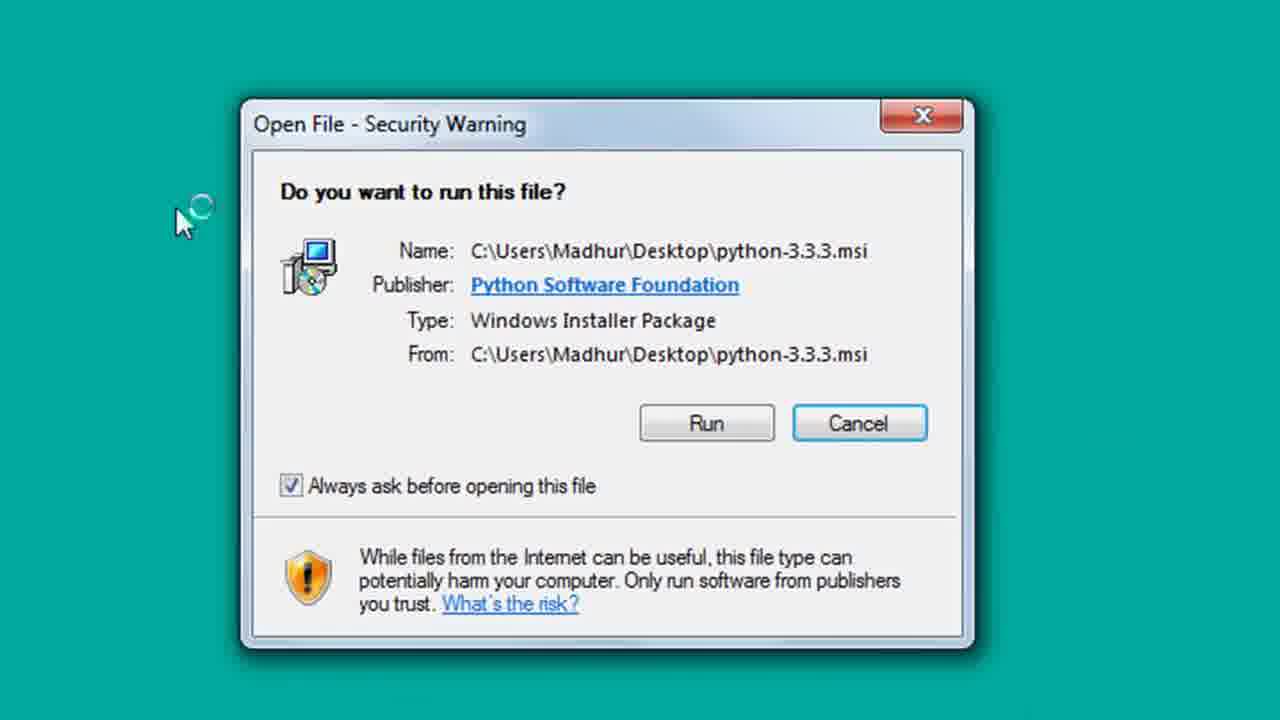 Open File - Security Warning
Do you want to run this file?
Name: C:\Users\Madhur\Desktop\python-3.3.3.msi
Publisher: Python Software Foundation
Type: Windows Installer Package
From: C:\Users\Madhur\Desktop\python-3.3.3.msi
Run Cancel
Always ask before opening this file
While files from the Internet can be useful, this file type can
potentially harm your computer. Only run software from publishers
you trust. What's the risk?